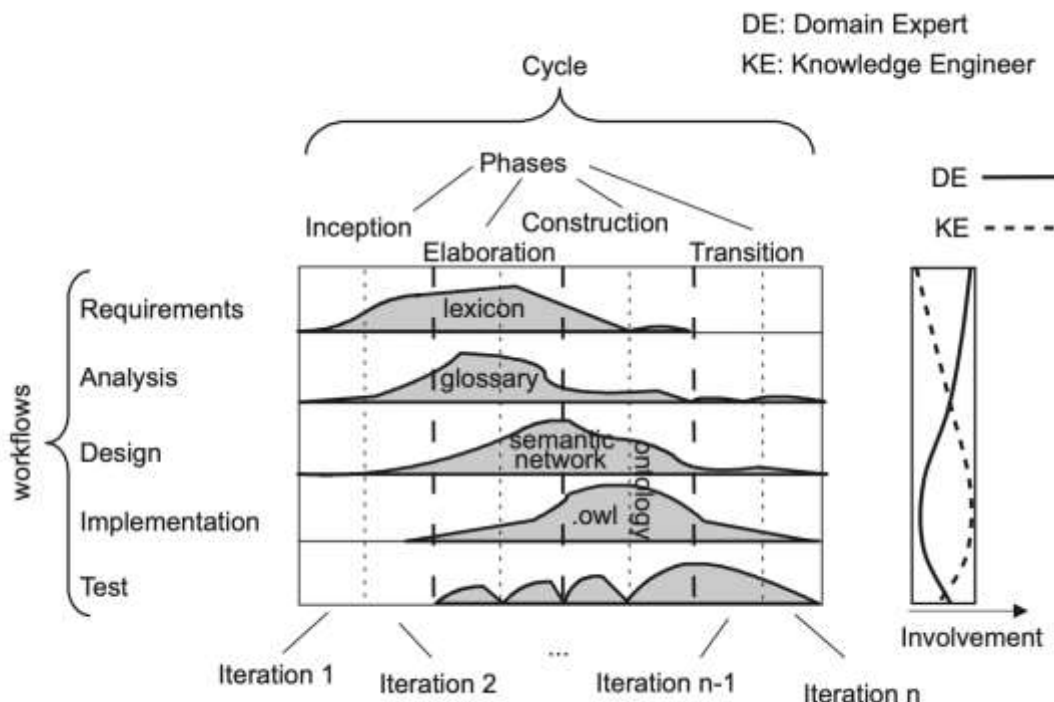 DE: Domain Expert
KE: Knowledge Engineer
Cycle
Phases
Inception
Elaboration
Construction
Transition
DE
KE
workflows
Requirements
lexicon
Analysis
glossary
Design
semantic
network
ontology
Implementation
.owl
Test
Involvement
Iteration 1
Iteration 2
...
Iteration n-1
Iteration n